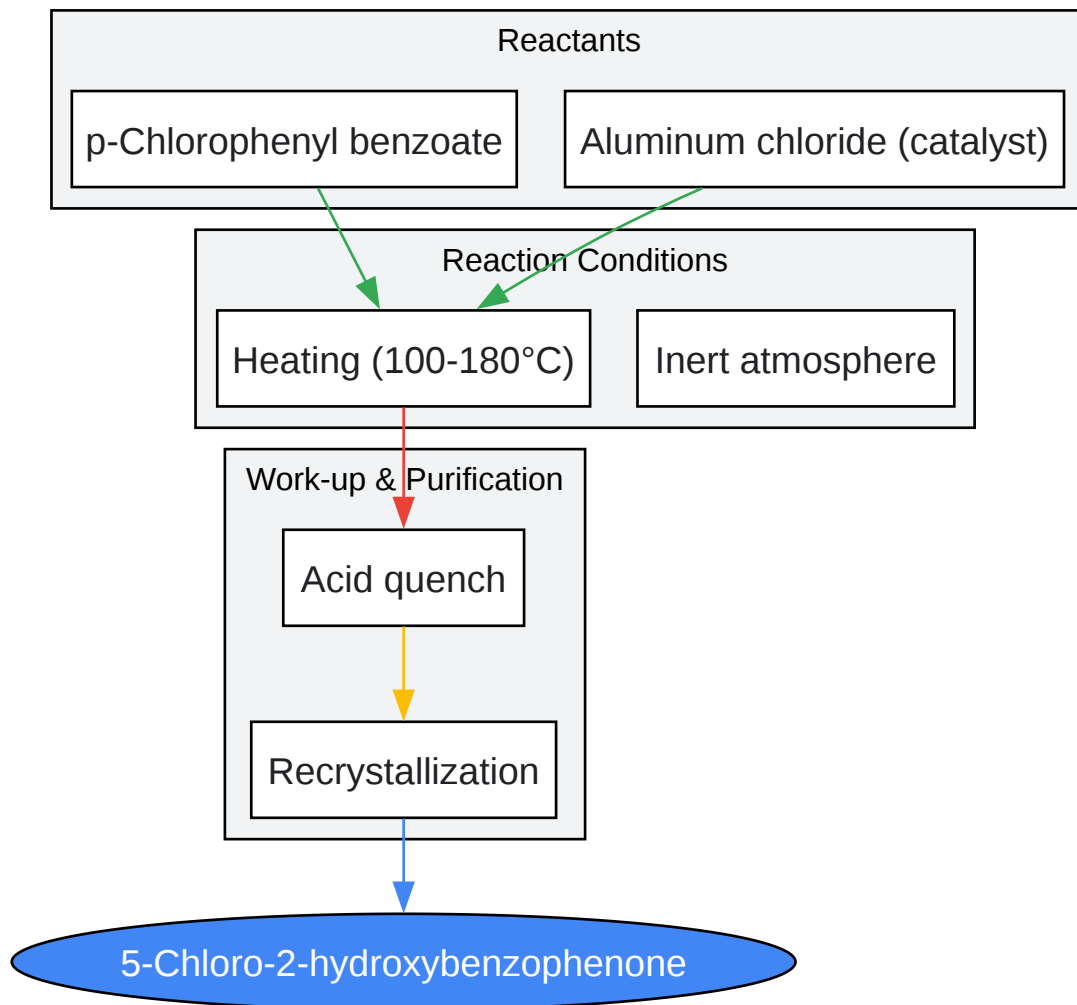 Reactants
p-Chlorophenyl benzoate
Aluminum chloride (catalyst)
Reaction Conditions
Heating (100-180°C)
Inert atmosphere
Work-up & Purification
Acid quench
Recrystallization
5-Chloro-2-hydroxybenzophenone